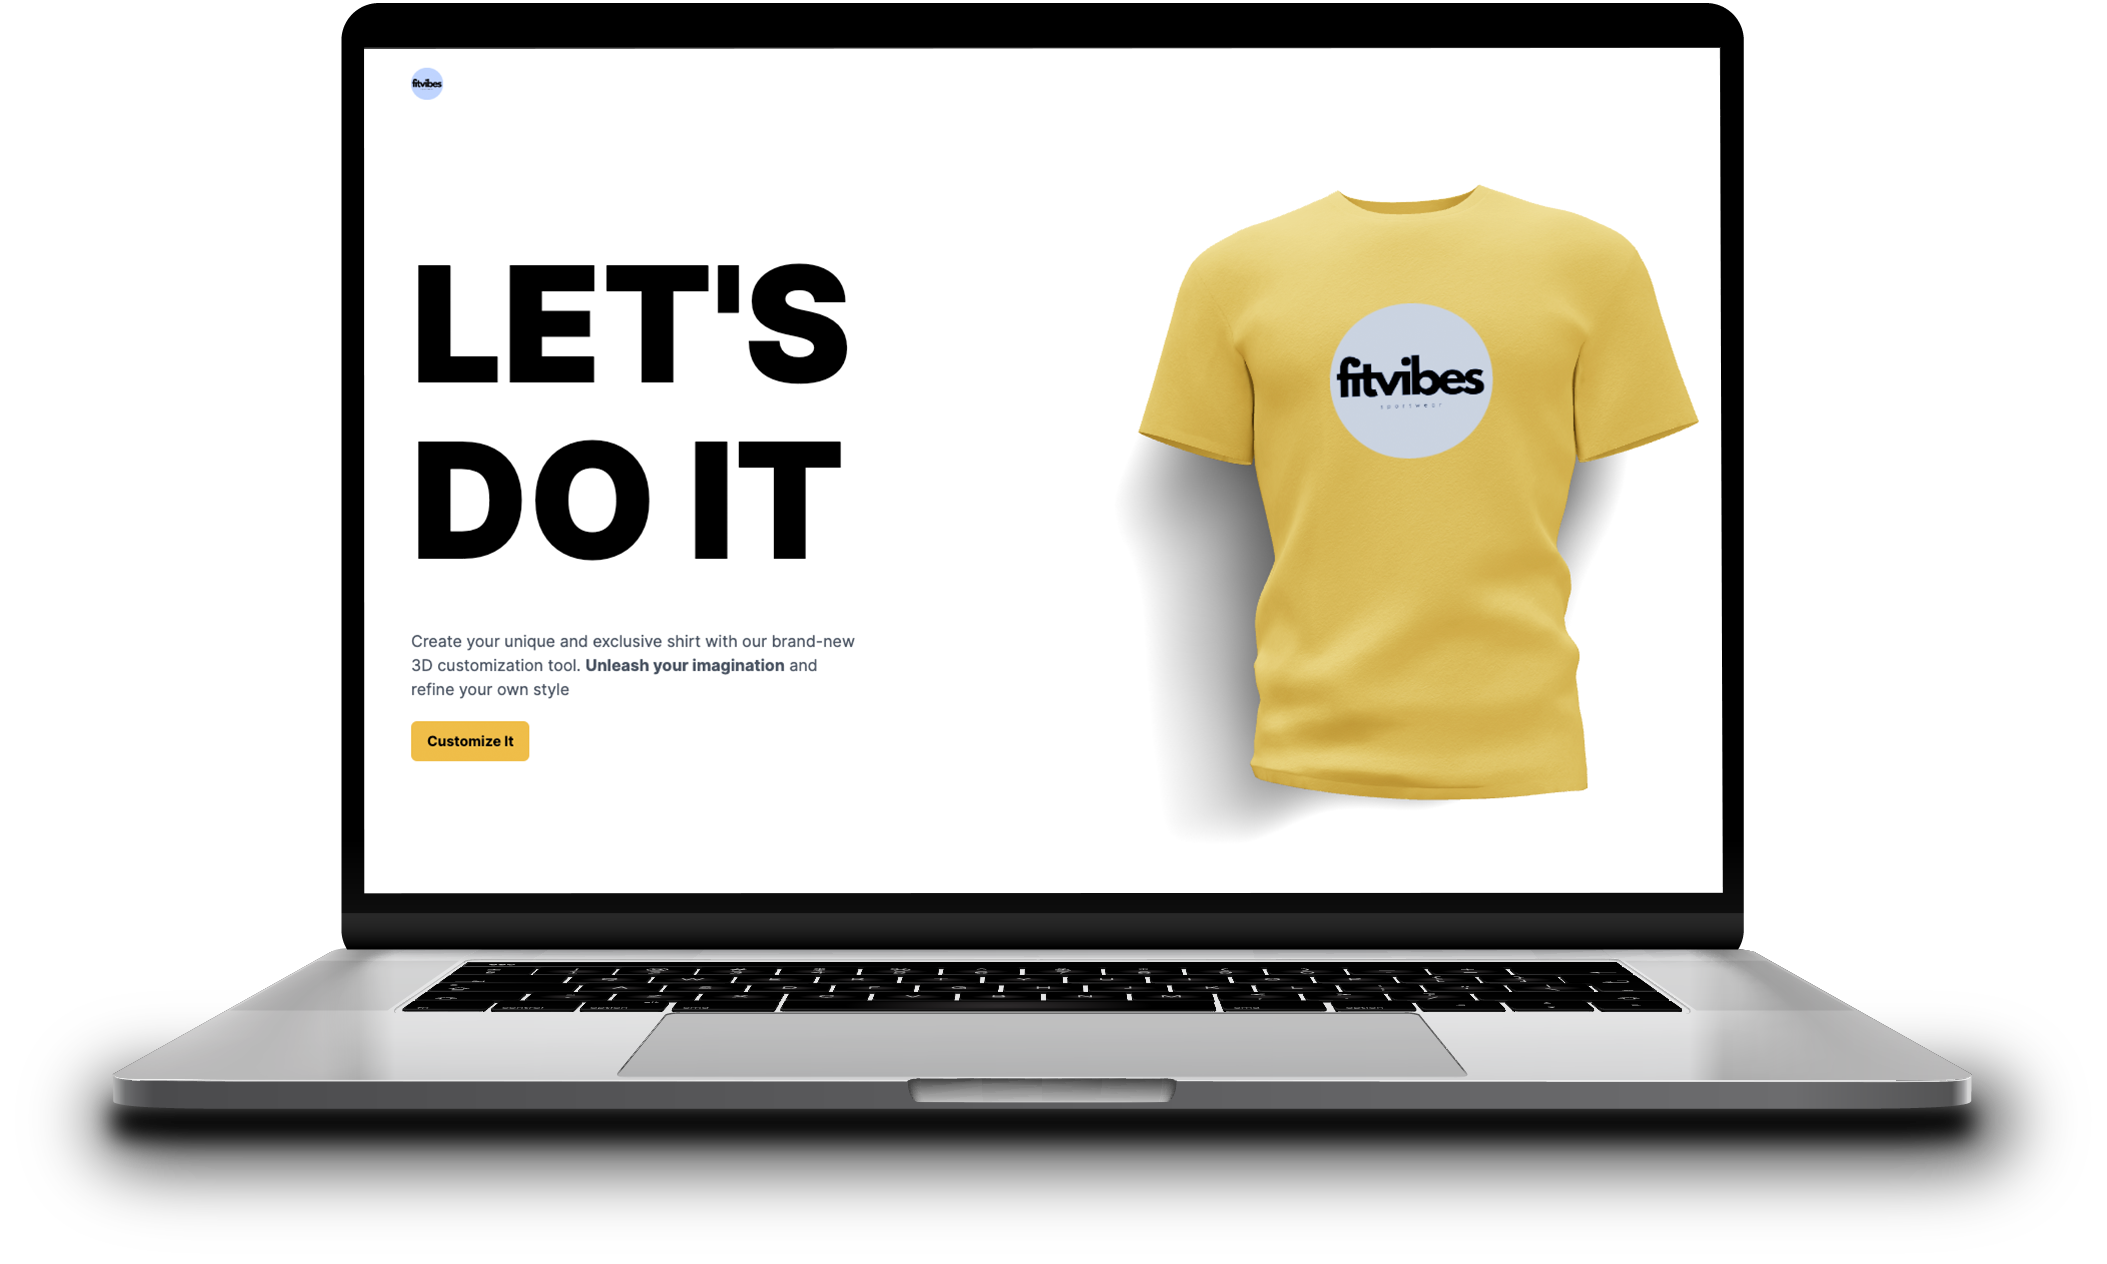 fitvibes
LET'S
DO IT
Create your unique and exclusive shirt with our brand-new
3D customization tool. Unleash your imagination and
refine your own style
Customize It
fitvibes
sportwear